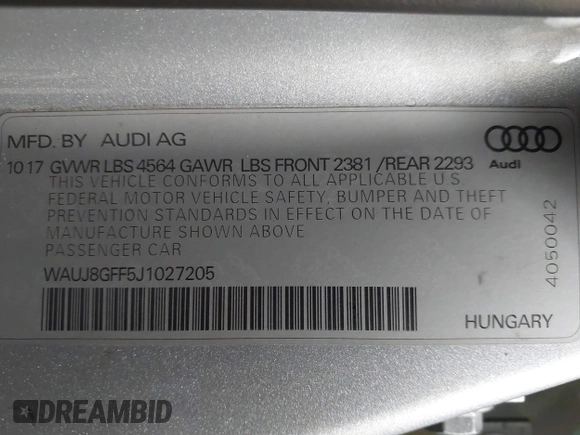 MFD. BY AUDI AG
10 17 GVWR LBS 4564 GAWR LBS FRONT 2381 /REAR 2293
Audi
THIS VEHICLE CONFORMS TO ALL APPLICABLE U.S.
FEDERAL MOTOR VEHICLE SAFETY, BUMPER AND THEFT
PREVENTION STANDARDS IN EFFECT ON THE DATE OF
MANUFACTURE SHOWN ABOVE
PASSENGER CAR
4050042
WAUJ8GFF5J1027205
HUNGARY
DREAMBID